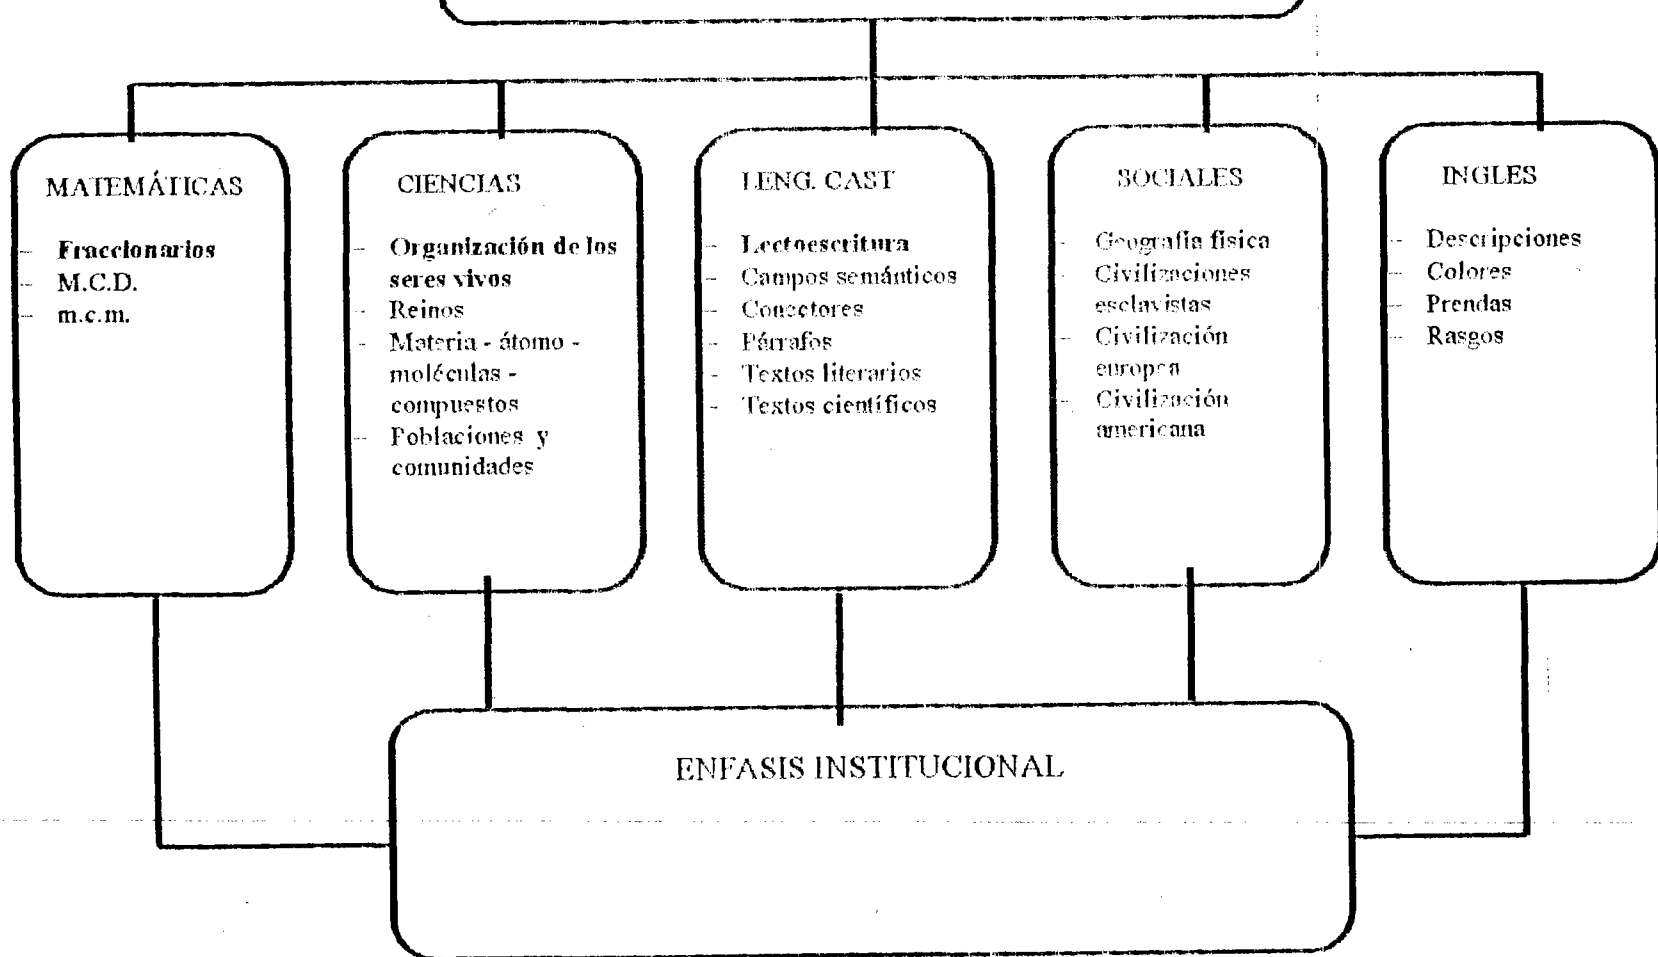 MATEMÁTICAS
- Fraccionarios
- M.C.D.
- m.c.m.
CIENCIAS
- Organización de los
seres vivos
- Reinos
- Materia - átomo -
moléculas -
compuestos
- Poblaciones y
comunidades
LENG. CAST
- Lectoescritura
- Campos semánticos
- Conectores
- Párrafos
- Textos literarios
- Textos científicos
SOCIALES
- Geografía física
- Civilizaciones
esclavistas
- Civilización
europea
- Civilización
americana
INGLES
- Descripciones
- Colores
- Prendas
- Rasgos
ENFASIS INSTITUCIONAL